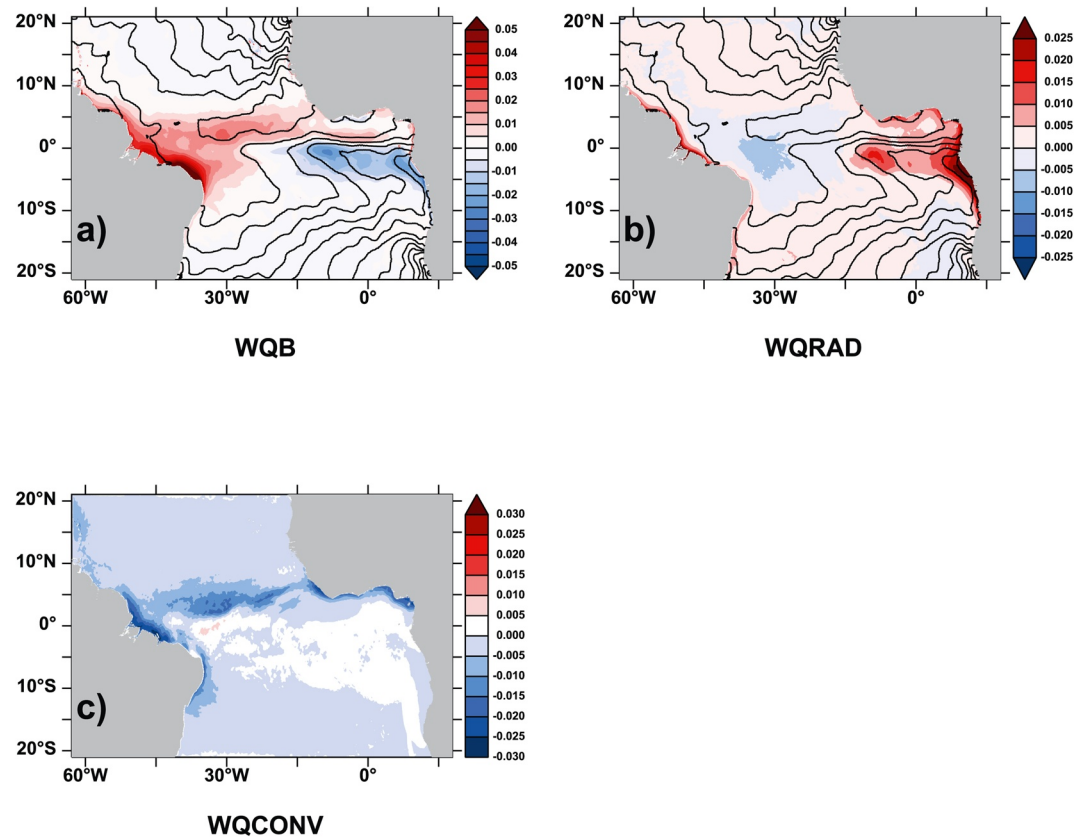 20°N
10°N
0°
10°S
20°S
a)
60°W 30°W 0°
0.05
0.04
0.03
0.02
0.01
0.00
-0.01
-0.02
-0.03
-0.04
-0.05
WQB
20°N
10°N
0°
10°S
20°S
b)
60°W 30°W 0°
0.025
0.020
0.015
0.010
0.005
0.000
-0.005
-0.010
-0.015
-0.020
-0.025
WQRAD
20°N
10°N
0°
10°S
20°S
c)
60°W 30°W 0°
0.030
0.025
0.020
0.015
0.010
0.005
0.000
-0.005
-0.010
-0.015
-0.020
-0.025
-0.030
WQCONV